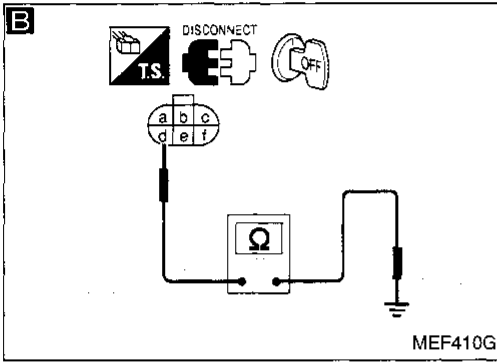 B
DISCONNECT
T.S.
OFF
a b c
d e f
Ω
MEF410G